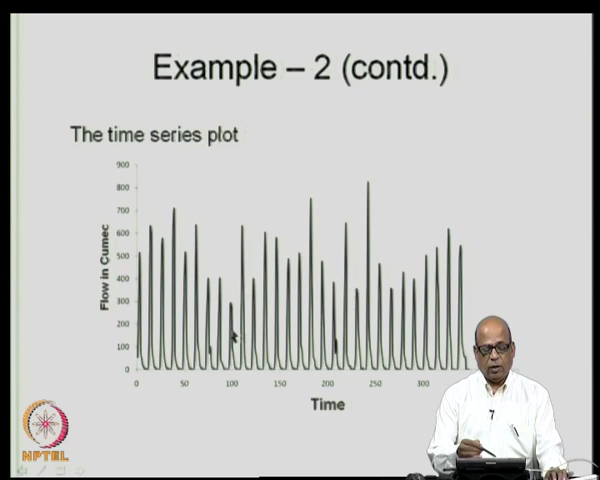 Example – 2 (contd.)
The time series plot
900
800
700
600
500
400
300
200
100
0
Flow in Cumec
0 50 100 150 200 250 300
Time
NPTEL